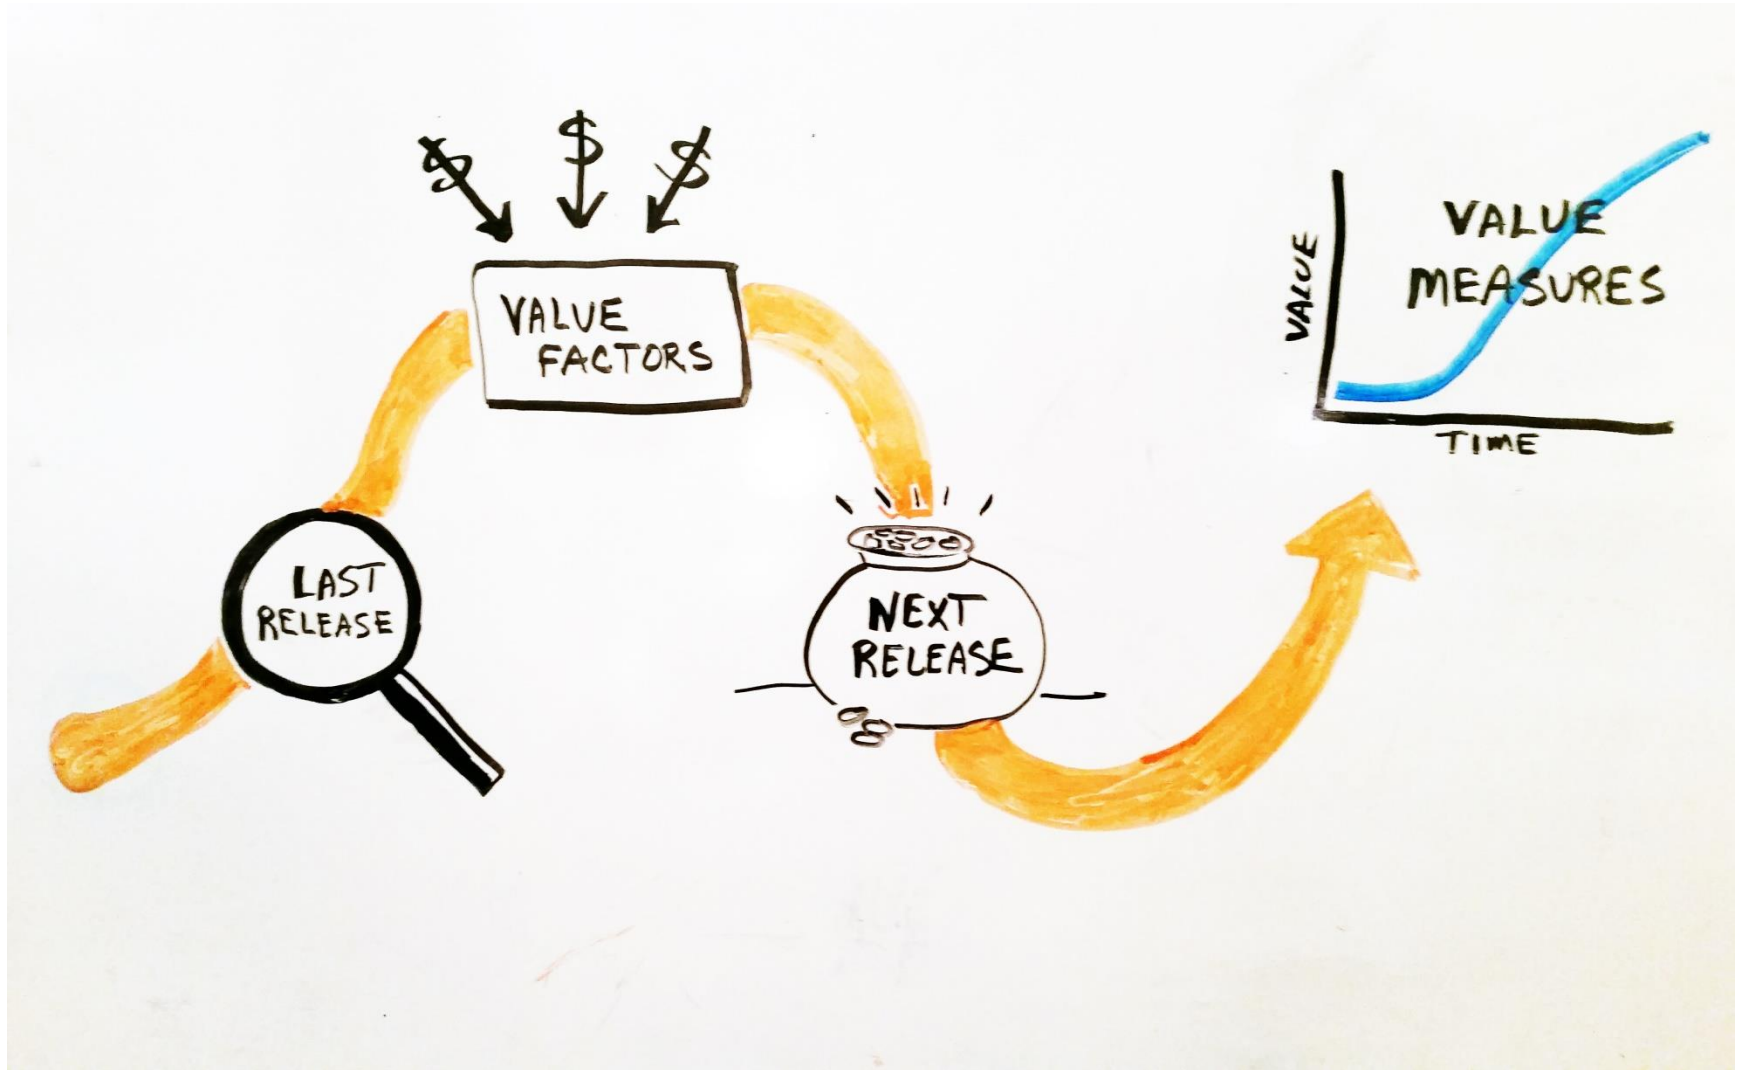 $ $ $
VALUE
FACTORS
LAST
RELEASE
NEXT
RELEASE
VALUE
MEASURES
VALUE
TIME